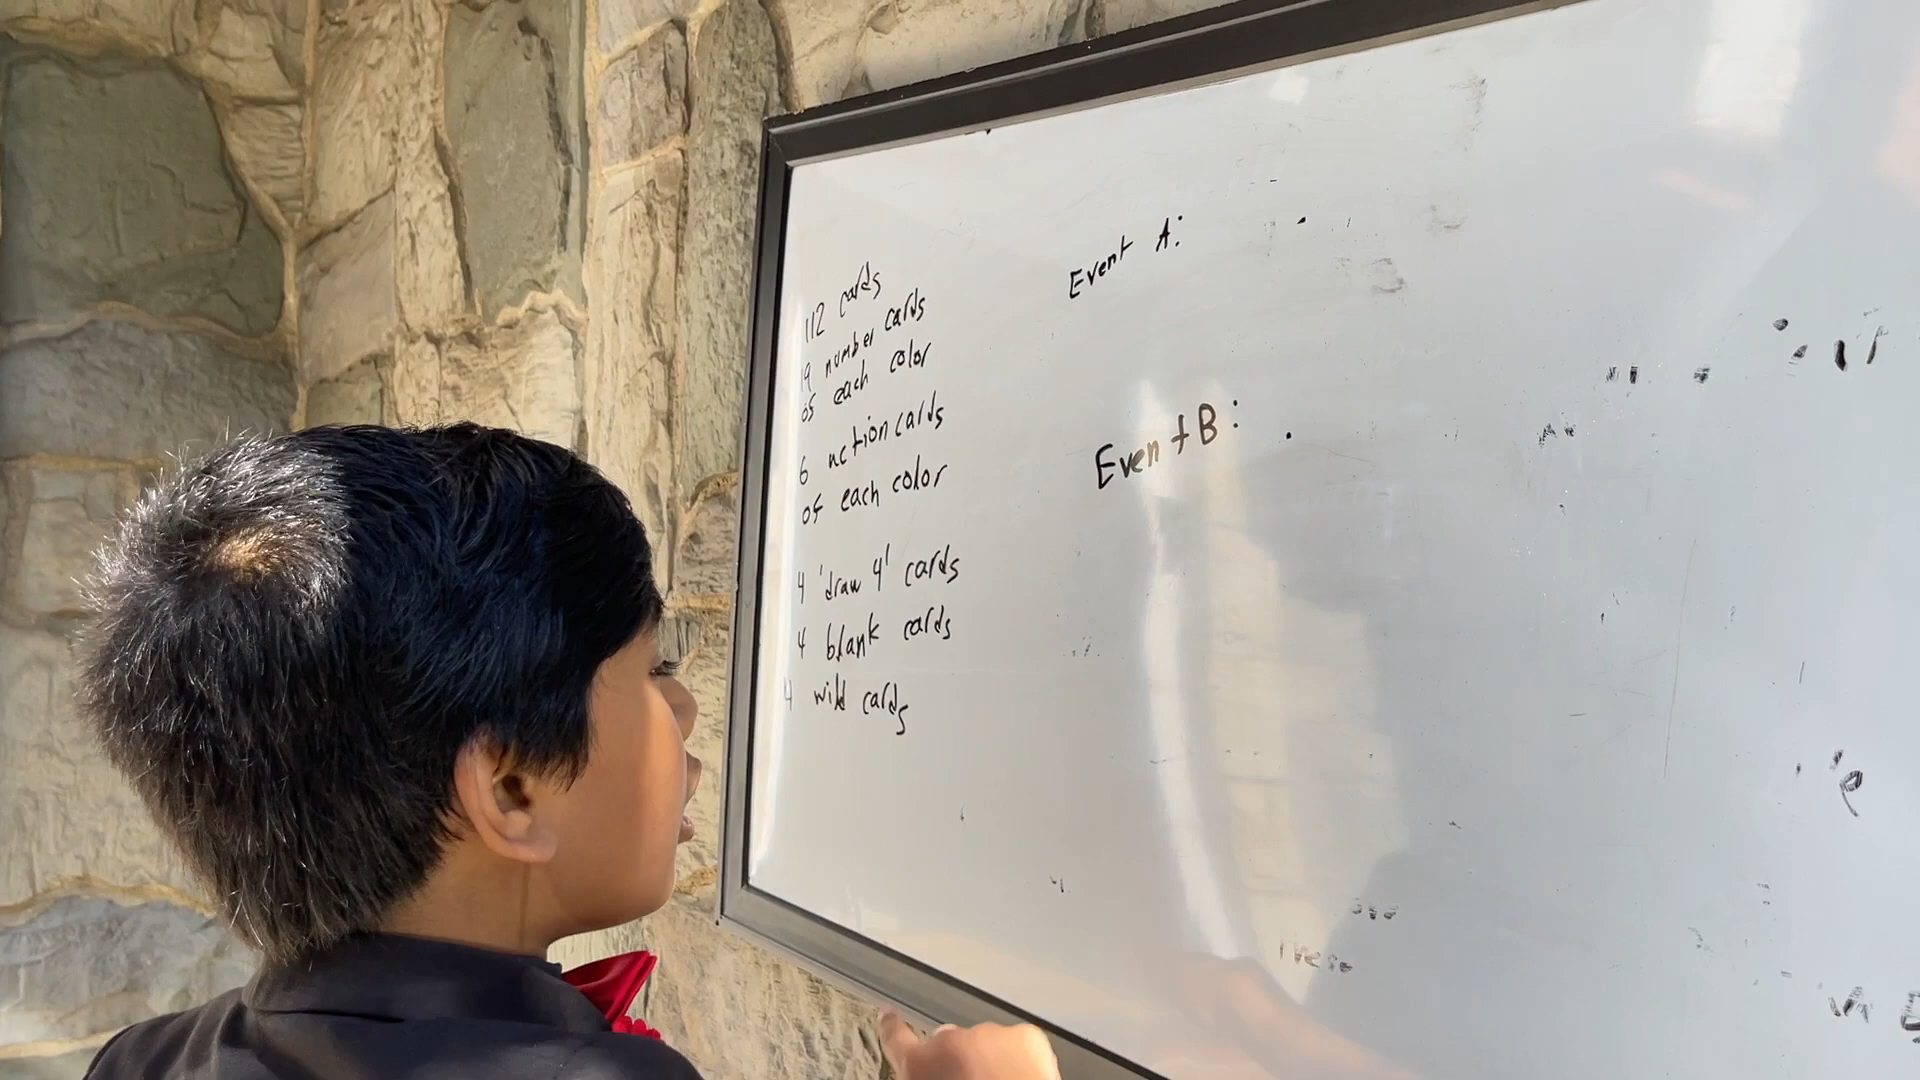 112 cards
19 number cards
of each color
6 action cards
of each color
4 'draw 4' cards
4 blank cards
4 wild cards
Event A:
Event B: